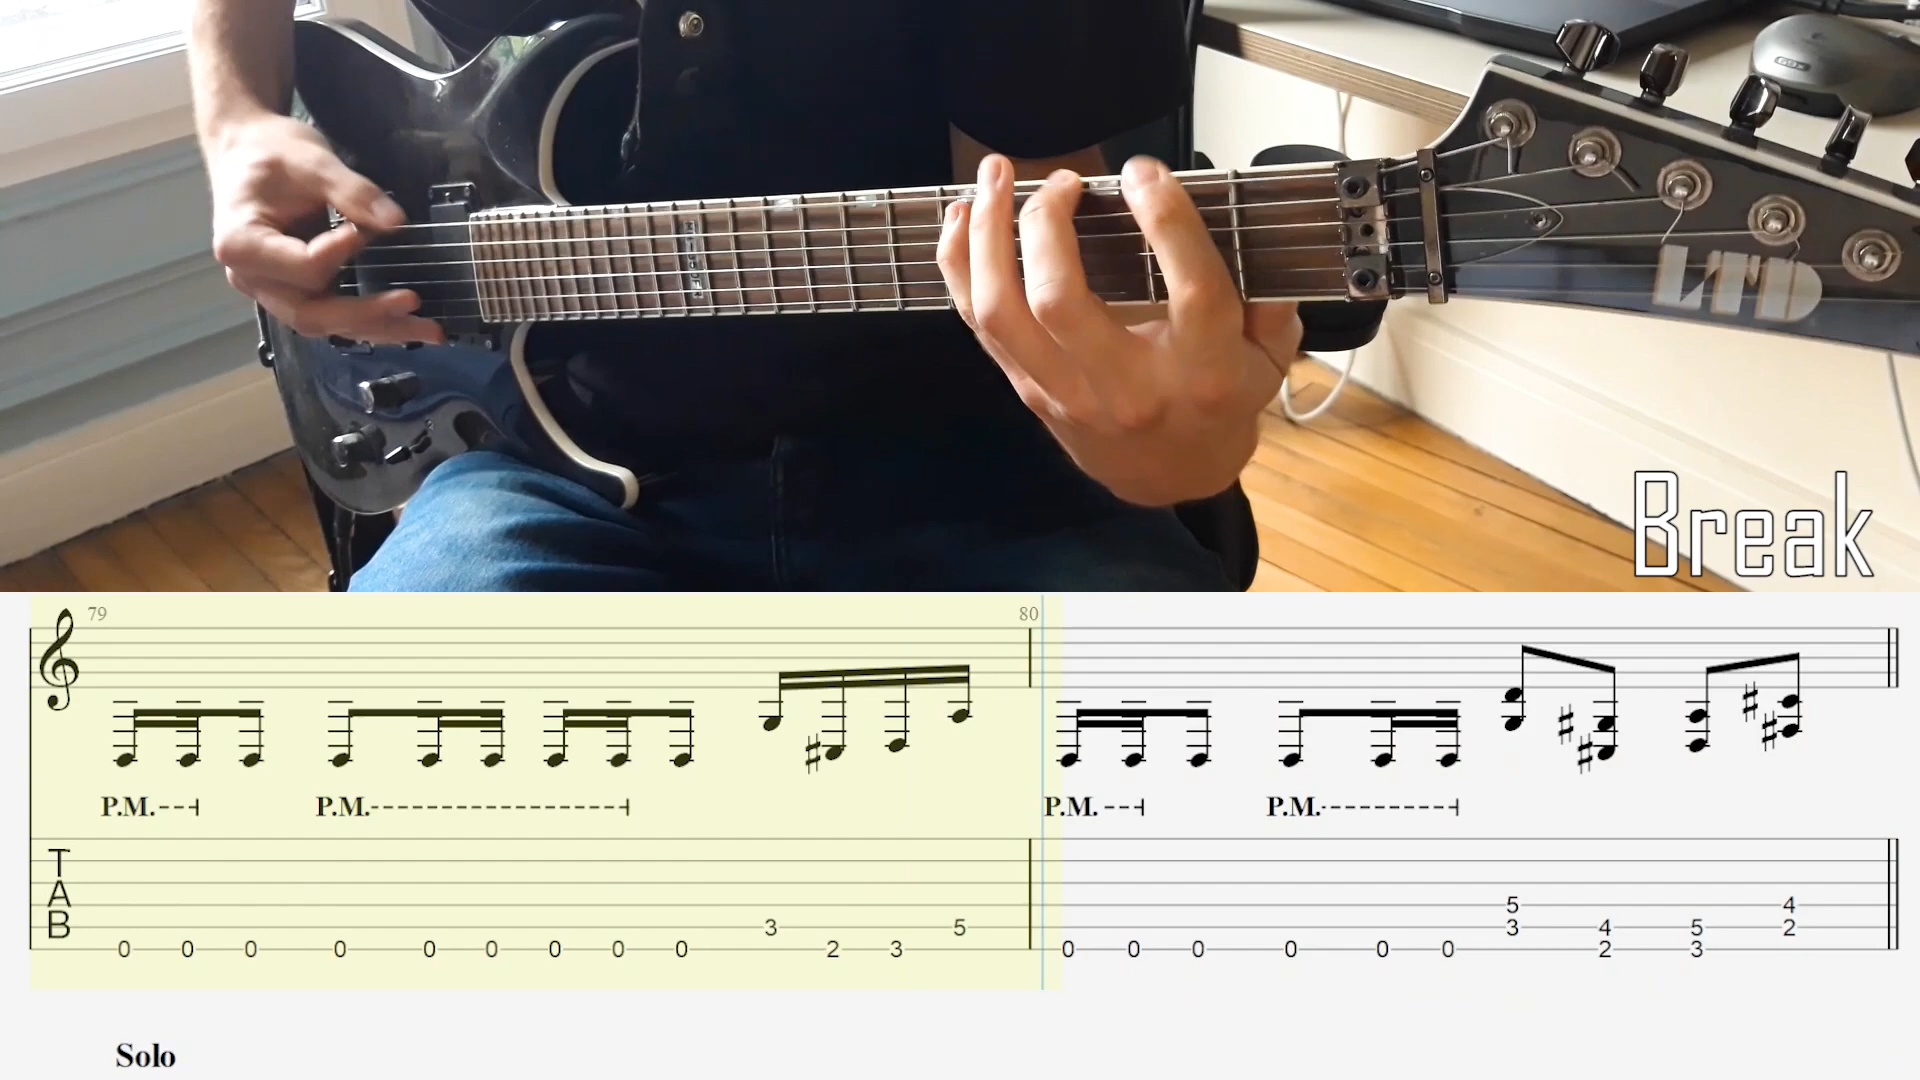 LTD
Break
79 80
P.M. P.M. P.M. P.M.
T
A
B
5 4
3 5 3 4 5 2
0 0 0 0 0 0 0 0 0 2 3 0 0 0 0 0 0 2 3
Solo